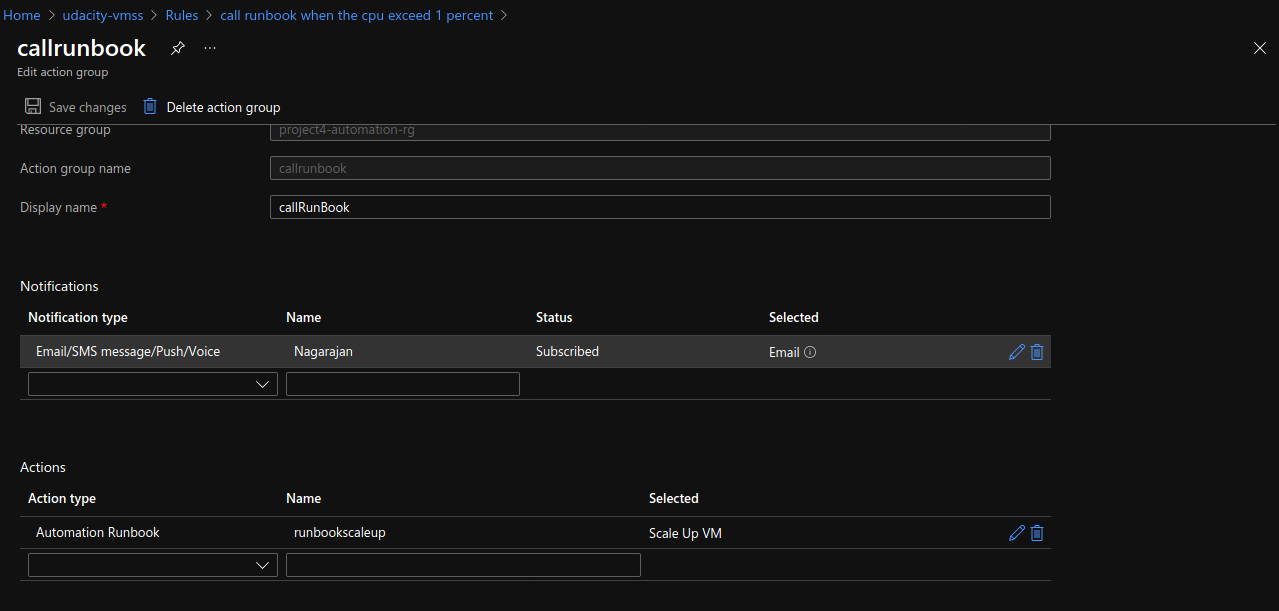 Home > udacity-vmss > Rules > call runbook when the cpu exceed 1 percent >
callrunbook ...
Edit action group
Save changes Delete action group
Resource group project4-automation-rg
Action group name callrunbook
Display name * callRunBook
Notifications
Notification type Name Status Selected
Email/SMS message/Push/Voice Nagarajan Subscribed Email
Actions
Action type Name Selected
Automation Runbook runbookscaleup Scale Up VM